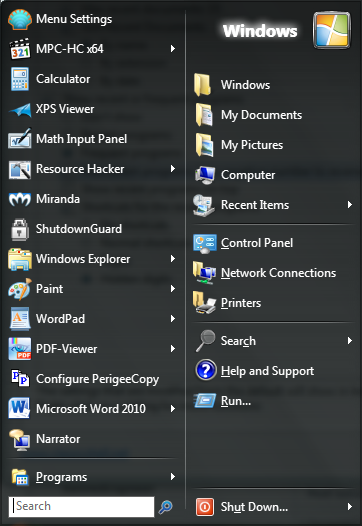 Menu Settings
MPC-HC x64
Calculator
XPS Viewer
Math Input Panel
Resource Hacker
Miranda
ShutdownGuard
Windows Explorer
Paint
WordPad
PDF-Viewer
Configure PerigeeCopy
Microsoft Word 2010
Narrator
Programs
Search
Windows
Windows
My Documents
My Pictures
Computer
Recent Items
Control Panel
Network Connections
Printers
Search
Help and Support
Run...
Shut Down...